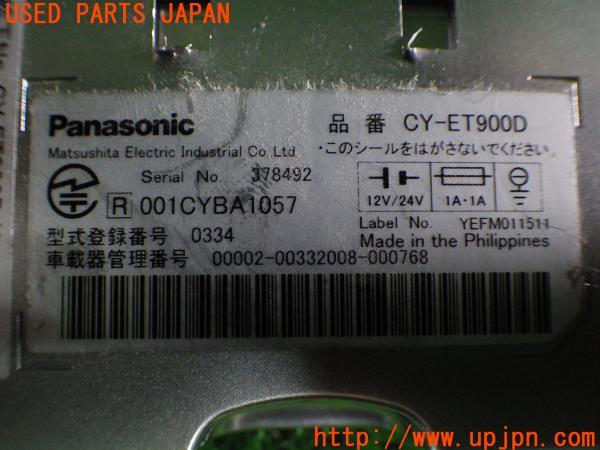 USED PARTS JAPAN
Panasonic
品番 CY-ET900D
Matsushita Electric Industrial Co.Ltd
・このシールをはがさないでください。
Serial No. 378492
R 001CYBA1057
12V/24V
1A・1A
Label No. YEFM011511
型式登録番号 0334
Made in the Philippines
車載器管理番号 00002-00332008-000768
UPJ
http://www.upjpn.com